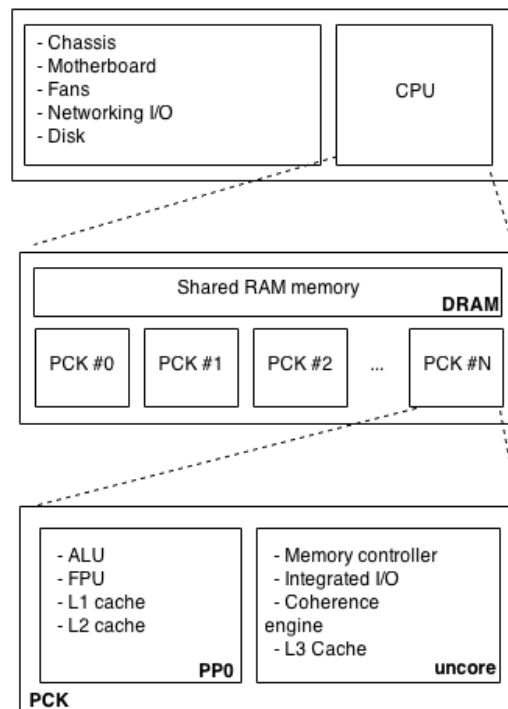 - Chassis
- Motherboard
- Fans
- Networking I/O
- Disk
CPU
Shared RAM memory
DRAM
PCK #0
PCK #1
PCK #2
...
PCK #N
- ALU
- FPU
- L1 cache
- L2 cache
PP0
- Memory controller
- Integrated I/O
- Coherence
engine
- L3 Cache
uncore
PCK